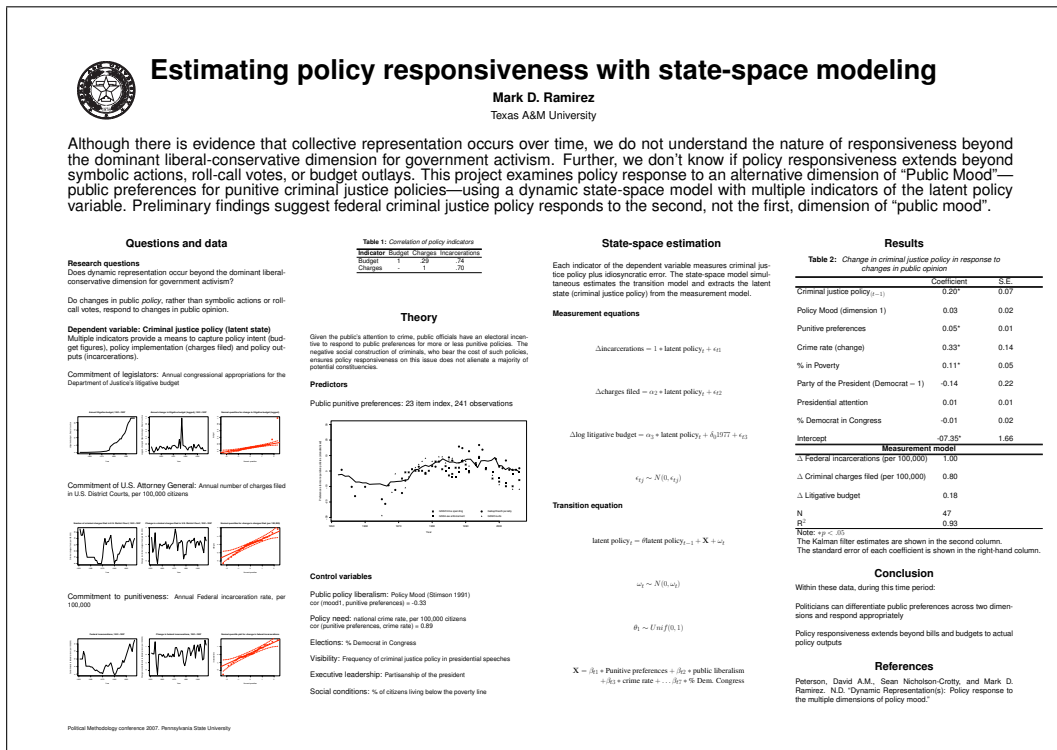 Estimating policy responsiveness with state-space modeling
Mark D. Ramirez
Texas A&M University
Although there is evidence that collective representation occurs over time, we do not understand the nature of responsiveness beyond
the dominant liberal-conservative dimension for government activism. Further, we don't know if policy responsiveness extends beyond
symbolic actions, roll-call votes, or budget outlays. This project examines policy response to an alternative dimension of “Public Mood”—
public preferences for punitive criminal justice policies—using a dynamic state-space model with multiple indicators of the latent policy
variable. Preliminary findings suggest federal criminal justice policy responds to the second, not the first, dimension of “public mood”.
Questions and data
Research questions
Does dynamic representation occur beyond the dominant liberal-
conservative dimension for government activism?
Do changes in public policy, rather than symbolic actions or roll-
call votes, respond to changes in public opinion.
Dependent variable: Criminal justice policy (latent state)
Multiple indicators provide a means to capture policy intent (bud-
get figures), policy implementation (charges filed) and policy out-
puts (incarcerations).
Commitment of legislators: Annual congressional appropriations for the
Department of Justice's litigative budget
Commitment of U.S. Attorney General: Annual number of charges filed
in U.S. District Courts, per 100,000 citizens
Commitment to punitiveness: Annual Federal incarceration rate, per
100,000
Table 1: Correlation of policy indicators
Indicator Budget Charges Incarcerations
Budget 1 .29 .74
Charges - 1 .70
Theory
Given the public's attention to crime, public officials have an electoral incen-
tive to respond to preferences for more or less punitive policies. The
negative social construction of criminals, who bear the cost of such policies,
ensures policy responsiveness on this issue does not alienate a majority of
potential constituencies.
Predictors
Public punitive preferences: 23 item index, 241 observations
Control variables
Public policy liberalism: Policy Mood (Stimson 1991)
cor (mood1, punitive preferences) = -0.33
Policy need: national crime rate, per 100,000 citizens
cor (punitive preferences, crime rate) = 0.89
Elections: % Democrat in Congress
Visibility: Frequency of criminal justice policy in presidential speeches
Executive leadership: Partisanship of the president
Social conditions: % of citizens living below the poverty line
State-space estimation
Each indicator of the dependent variable measures criminal jus-
tice policy plus idiosyncratic error. The state-space model simul-
taneous estimates the transition model and extracts the latent
state (criminal justice policy) from the measurement model.
Measurement equations
Δincarcerations = 1 ∗ latent policy_t + ϵ_t1
Δcharges filed = α_2 ∗ latent policy_t + ϵ_t2
Δlog litigative budget = α_3 ∗ latent policy_t + δ_0 1977 + ϵ_t3
ϵ_tj ∼ N(0, ϵ_tj)
Transition equation
latent policy_t = θlatent policy_t−1 + X + ω_t
ω_t ∼ N(0, ω_t)
θ_1 ∼ Unif(0, 1)
X = β_t1 ∗ Punitive preferences + β_t2 ∗ public liberalism
+β_t3 ∗ crime rate + … β_t7 ∗ % Dem. Congress
Results
Table 2: Change in criminal justice policy in response to
changes in public opinion
Coefficient S.E.
Criminal justice policy(t−1) 0.20* 0.07
Policy Mood (dimension 1) 0.03 0.02
Punitive preferences 0.05* 0.01
Crime rate (change) 0.33* 0.14
% in Poverty 0.11* 0.05
Party of the President (Democrat − 1) -0.14 0.22
Presidential attention 0.01 0.01
% Democrat in Congress -0.01 0.02
Intercept -07.35* 1.66
Measurement model
Δ Federal incarcerations (per 100,000) 1.00
Δ Criminal charges filed (per 100,000) 0.80
Δ Litigative budget 0.18
N 47
R² 0.93
Note: ∗p < .05
The Kalman filter estimates are shown in the second column.
The standard error of each coefficient is shown in the right-hand column.
Conclusion
Within these data, during this time period:
Politicians can differentiate public preferences across two dimen-
sions and respond appropriately
Policy responsiveness extends beyond bills and budgets to actual
policy outputs
References
Peterson, David A.M., Sean Nicholson-Crotty, and Mark D.
Ramirez. N.D. “Dynamic Representation(s): Policy response to
the multiple dimensions of policy mood.”
Political Methodology conference 2007. Pennsylvania State University